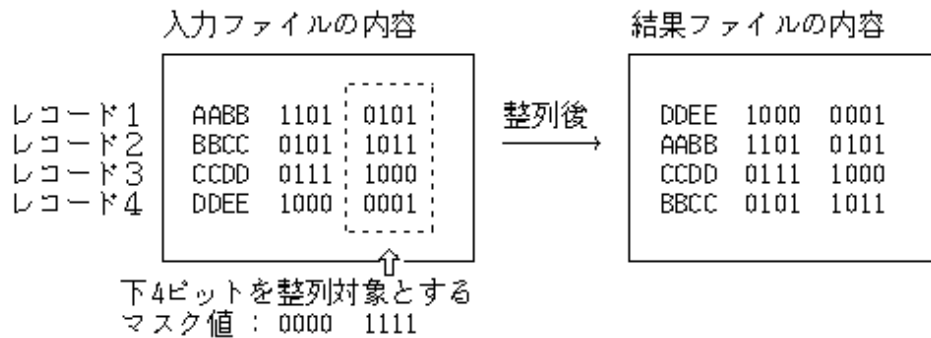 入力ファイルの内容 結果ファイルの内容
レコード1 AABB 1101 0101 整列後 DDEE 1000 0001
レコード2 BBCC 0101 1011 AABB 1101 0101
レコード3 CCDD 0111 1000 CCDD 0111 1000
レコード4 DDEE 1000 0001 BBCC 0101 1011
下4ビットを整列対象とする
マスク値：0000 1111